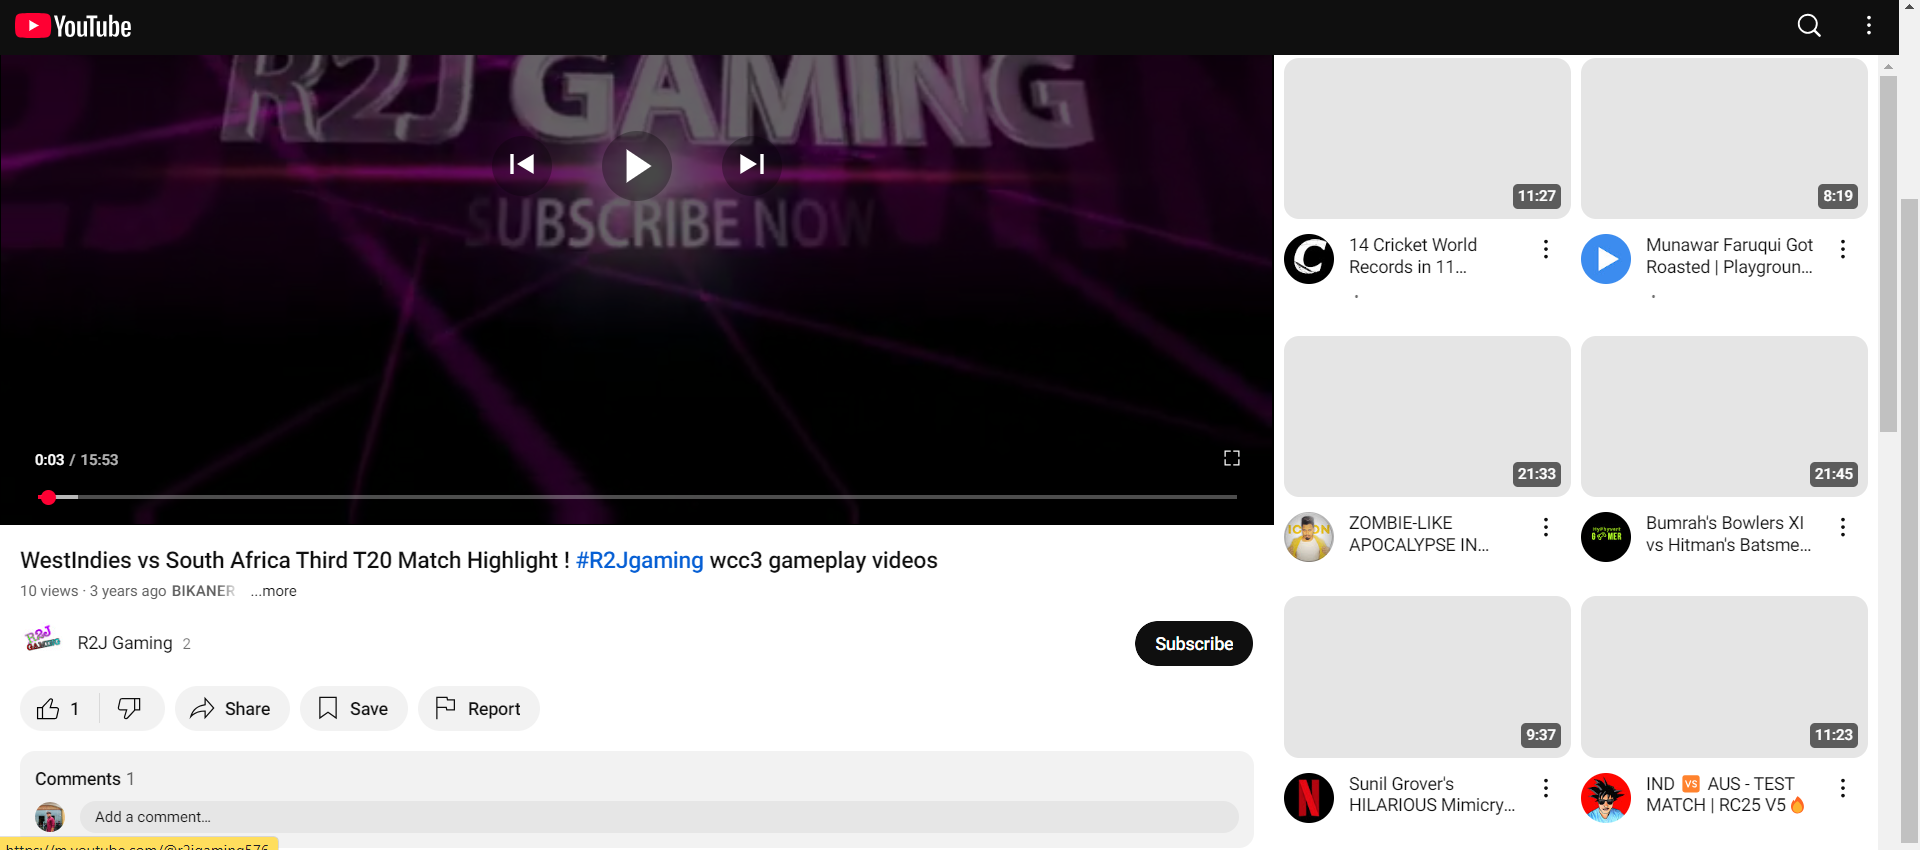 YouTube
R2J GAMING
SUBSCRIBE NOW
0:03 / 15:53
WestIndies vs South Africa Third T20 Match Highlight ! #R2Jgaming wcc3 gameplay videos
10 views · 3 years ago BIKANER ...more
R2J GAMING
R2J Gaming 2
Subscribe
1
Share
Save
Report
Comments 1
Add a comment...
https://m.youtube.com/@r2jgaming576
11:27
14 Cricket World
Records in 11...
8:19
Munawar Faruqui Got
Roasted | Playgroun...
21:33
ICON
ZOMBIE-LIKE
APOCALYPSE IN...
21:45
Bumrah's Bowlers XI
vs Hitman's Batsme...
9:37
Sunil Grover's
HILARIOUS Mimicry...
11:23
IND 🆚 AUS - TEST
MATCH | RC25 V5🔥